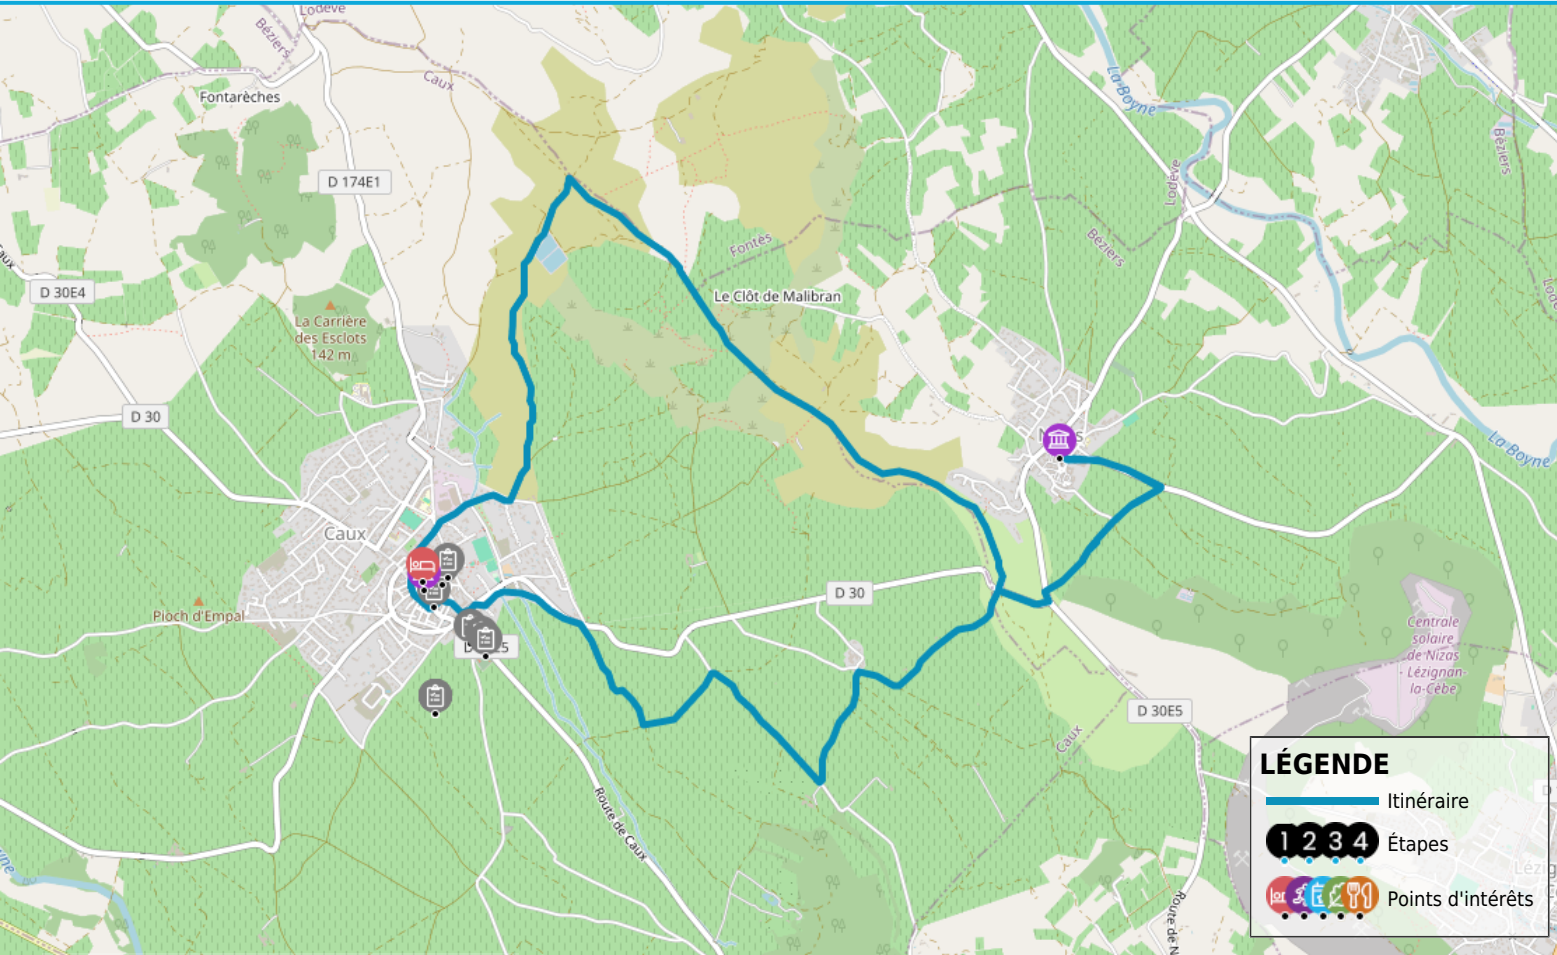 Lodève
Béziers
Caux
Fontarèches
La Boyne
Béziers
D 174E1
Lodève
Fontès
Béziers
D 30E4
Le Clôt de Malibran
La Carrière
des Esclots
142 m
D 30
La Boyne
Caux
D 30
Pioch d'Empal
Centrale
solaire
de Nizas
- Lézignan-
la-Cèbe
D 30E5
Caux
Route de Caux
LÉGENDE
Itinéraire
1 2 3 4
Étapes
Points d'intérêts